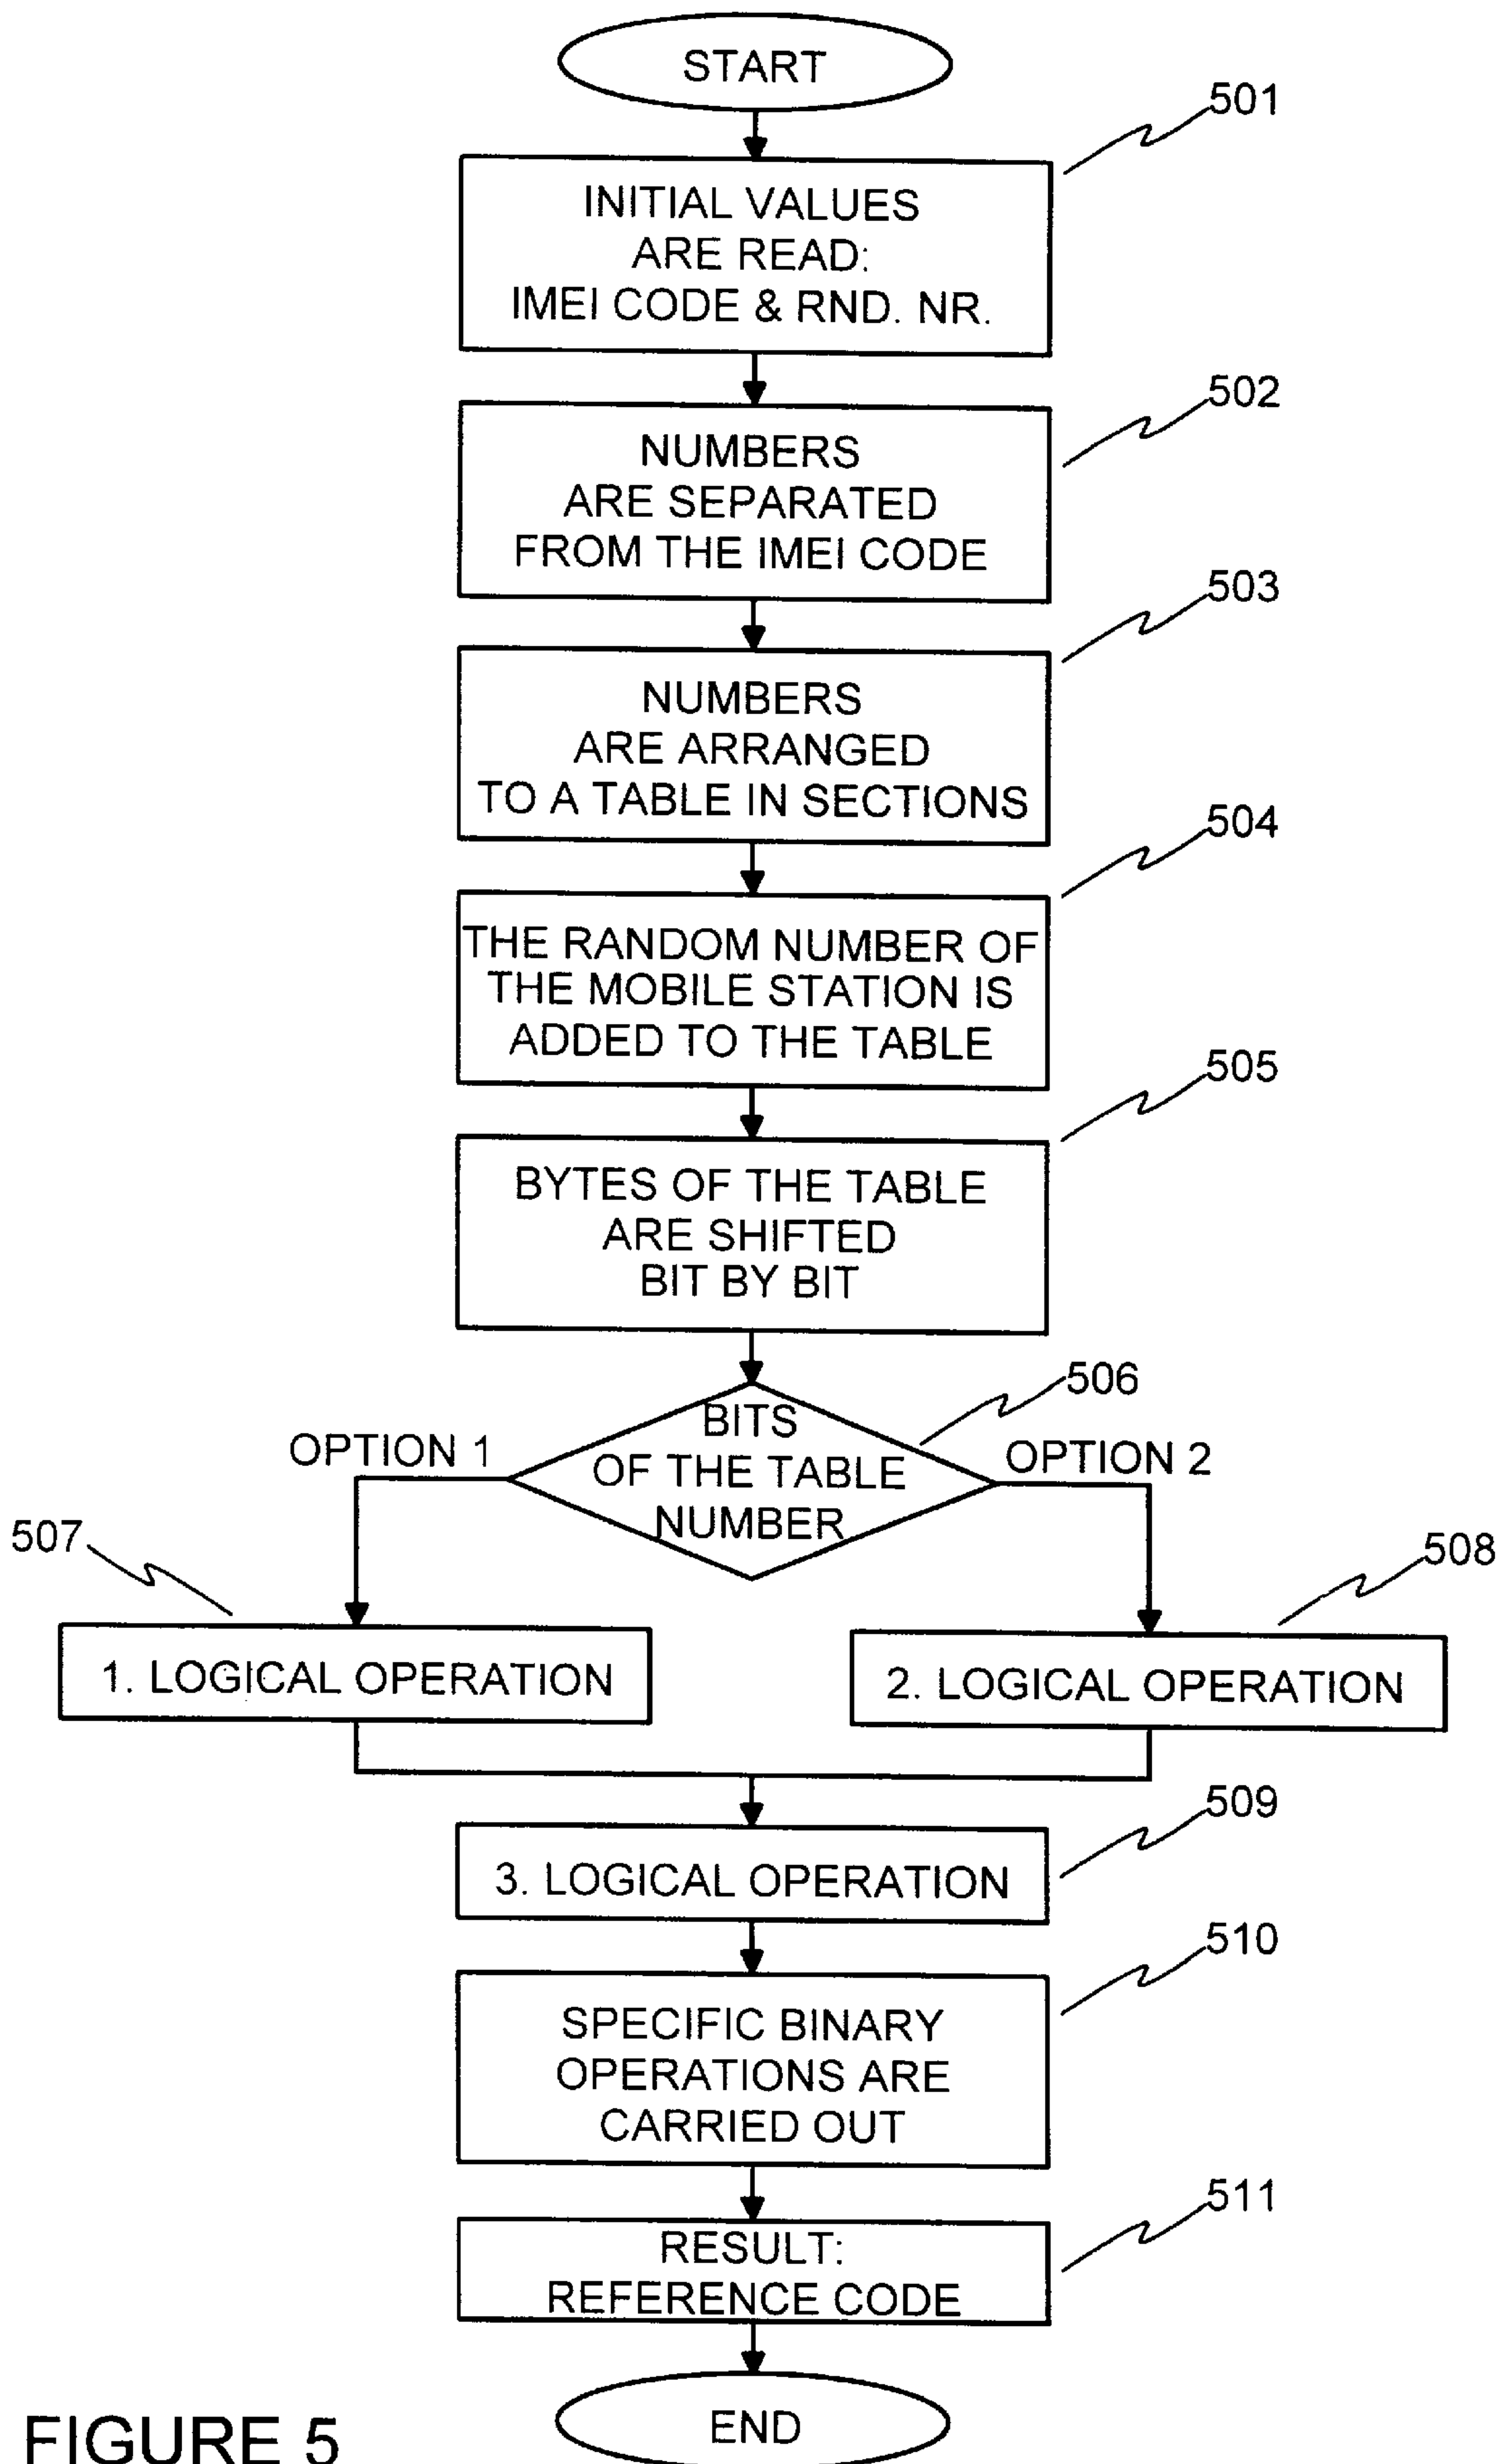 START
501
INITIAL VALUES
ARE READ:
IMEI CODE & RND. NR.
502
NUMBERS
ARE SEPARATED
FROM THE IMEI CODE
503
NUMBERS
ARE ARRANGED
TO A TABLE IN SECTIONS
504
THE RANDOM NUMBER OF
THE MOBILE STATION IS
ADDED TO THE TABLE
505
BYTES OF THE TABLE
ARE SHIFTED
BIT BY BIT
506
BITS
OF THE TABLE
NUMBER
OPTION 1
OPTION 2
507
1. LOGICAL OPERATION
508
2. LOGICAL OPERATION
509
3. LOGICAL OPERATION
510
SPECIFIC BINARY
OPERATIONS ARE
CARRIED OUT
511
RESULT:
REFERENCE CODE
END
FIGURE 5